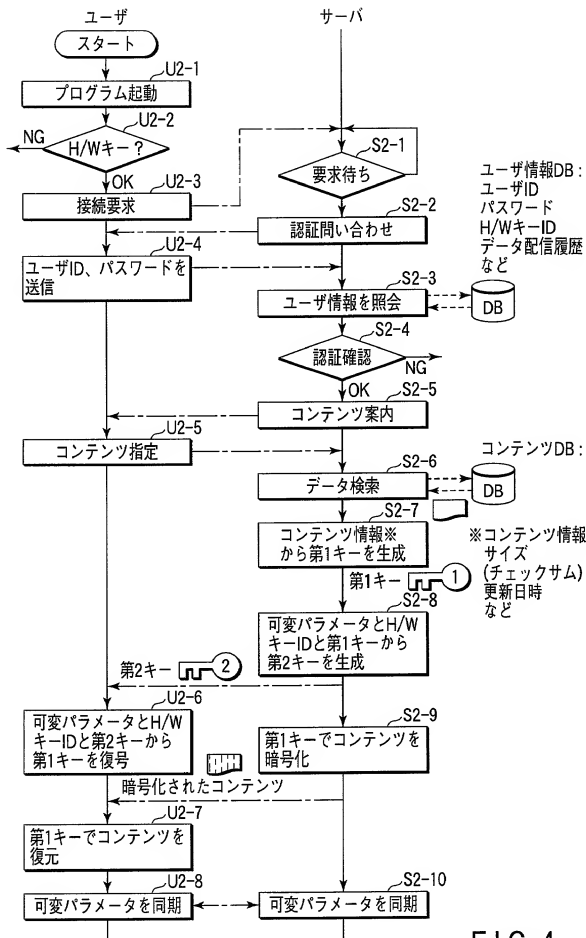 ユーザ
サーバ
スタート
U2-1
プログラム起動
U2-2
NG
H/Wキー?
S2-1
要求待ち
OK
U2-3
接続要求
S2-2
認証問い合わせ
ユーザ情報DB:
ユーザID
パスワード
H/WキーID
データ配信履歴
など
U2-4
ユーザID、パスワードを
送信
S2-3
ユーザ情報を照会
DB
S2-4
認証確認
NG
OK
S2-5
コンテンツ案内
U2-5
コンテンツ指定
コンテンツDB:
S2-6
データ検索
DB
S2-7
コンテンツ情報※
から第1キーを生成
※コンテンツ情報
サイズ
(チェックサム)
更新日時
など
第1キー
1
S2-8
可変パラメータとH/W
キーIDと第1キーから
第2キーを生成
第2キー
2
U2-6
可変パラメータとH/W
キーIDと第2キーから
第1キーを復号
S2-9
第1キーでコンテンツを
暗号化
暗号化されたコンテンツ
U2-7
第1キーでコンテンツを
復元
U2-8
可変パラメータを同期
S2-10
可変パラメータを同期